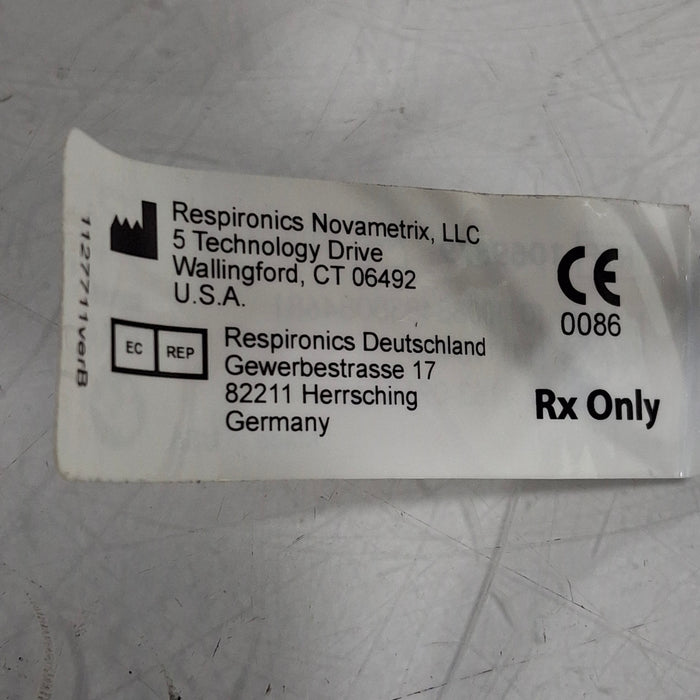 Respironics Novametrix, LLC
5 Technology Drive
Wallingford, CT 06492
U.S.A.
EC REP
Respironics Deutschland
Gewerbestrasse 17
82211 Herrsching
Germany
CE
0086
Rx Only
1127711verB